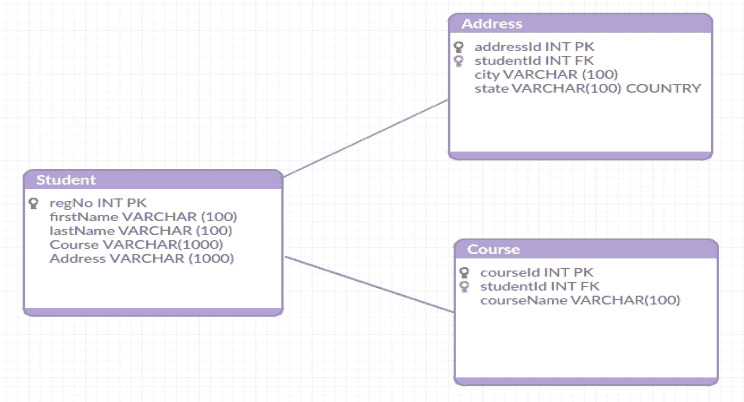 Address
addressId INT PK
studentId INT FK
city VARCHAR (100)
state VARCHAR(100) COUNTRY
Student
regNo INT PK
firstName VARCHAR (100)
lastName VARCHAR (100)
Course VARCHAR(1000)
Address VARCHAR (1000)
Course
courseId INT PK
studentId INT FK
courseName VARCHAR(100)